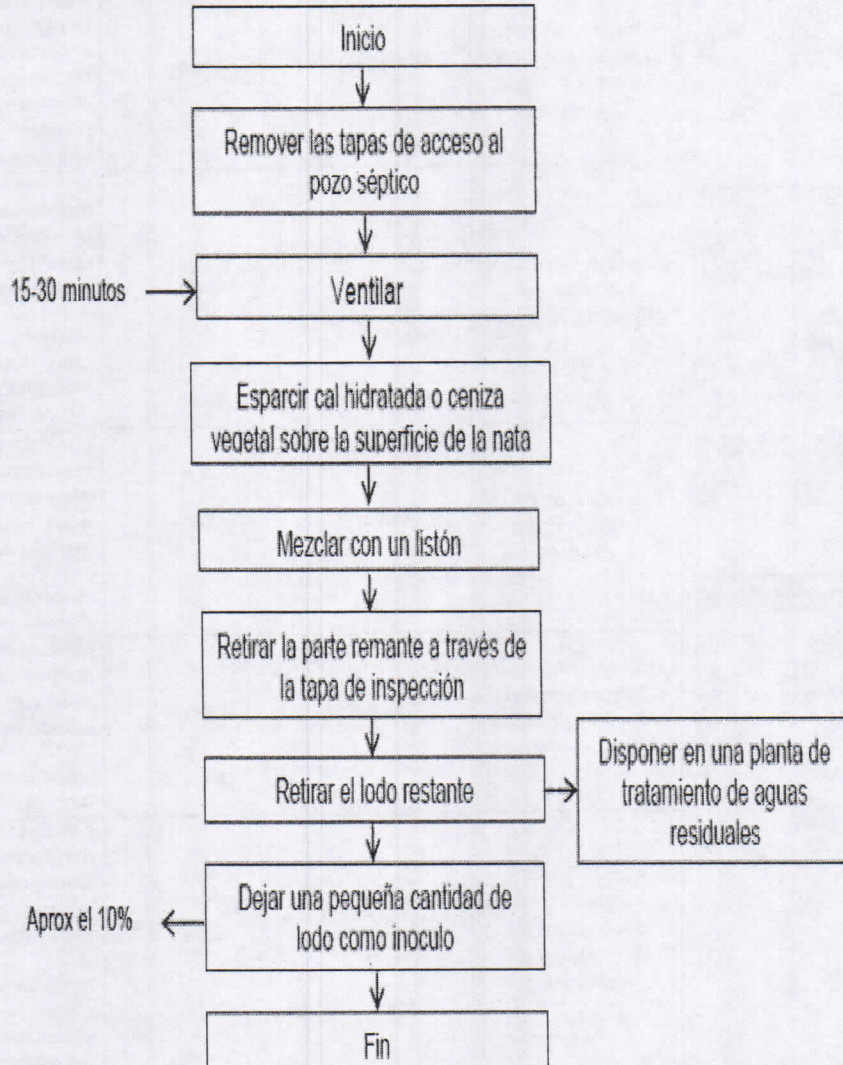 Inicio
Remover las tapas de acceso al
pozo séptico
15-30 minutos
Ventilar
Esparcir cal hidratada o ceniza
vegetal sobre la superficie de la nata
Mezclar con un listón
Retirar la parte remante a través de
la tapa de inspección
Retirar el lodo restante
Disponer en una planta de
tratamiento de aguas
residuales
Dejar una pequeña cantidad de
lodo como inoculo
Aprox el 10%
Fin